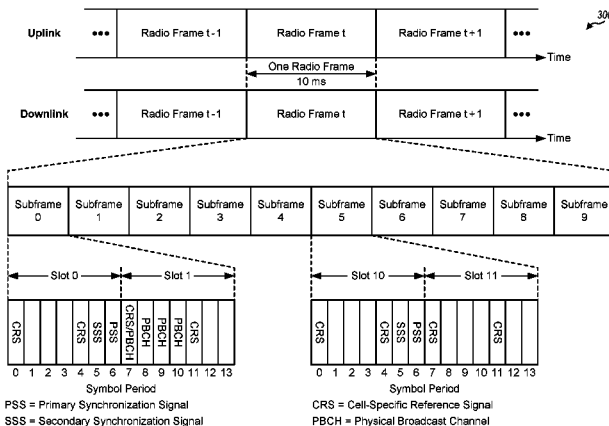 300
Uplink ••• Radio Frame t-1 Radio Frame t Radio Frame t+1 •••
Time
One Radio Frame
10 ms
Downlink ••• Radio Frame t-1 Radio Frame t Radio Frame t+1 •••
Time
Subframe 0 Subframe 1 Subframe 2 Subframe 3 Subframe 4 Subframe 5 Subframe 6 Subframe 7 Subframe 8 Subframe 9
Slot 0 Slot 1 Slot 10 Slot 11
CRS CRS SSS PSS CRS/PBCH PBCH PBCH PBCH CRS
CRS CRS SSS PSS CRS CRS
0 1 2 3 4 5 6 7 8 9 10 11 12 13
0 1 2 3 4 5 6 7 8 9 10 11 12 13
Symbol Period
Symbol Period
PSS = Primary Synchronization Signal
SSS = Secondary Synchronization Signal
CRS = Cell-Specific Reference Signal
PBCH = Physical Broadcast Channel